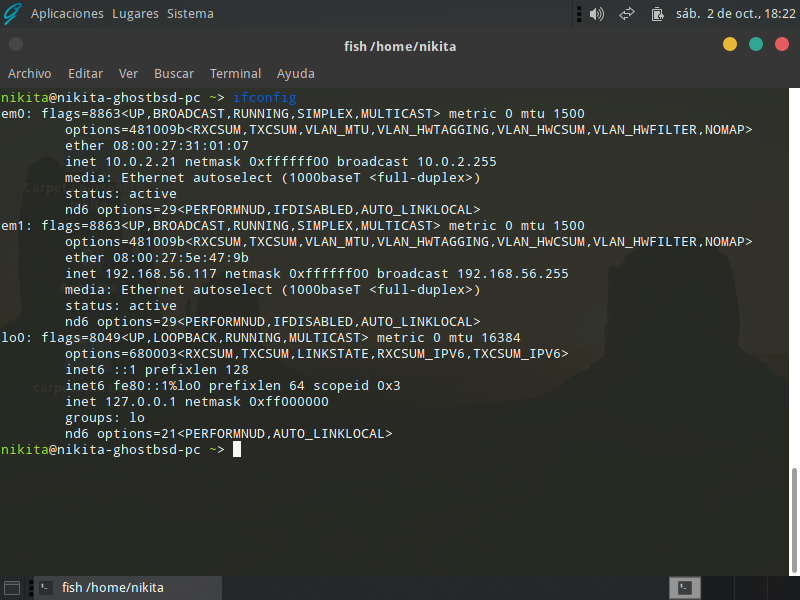 Aplicaciones Lugares Sistema
sáb. 2 de oct., 18:22
fish /home/nikita
Archivo Editar Ver Buscar Terminal Ayuda
nikita@nikita-ghostbsd-pc ~> ifconfig
em0: flags=8863<UP,BROADCAST,RUNNING,SIMPLEX,MULTICAST> metric 0 mtu 1500
options=481009b<RXCSUM,TXCSUM,VLAN_MTU,VLAN_HWTAGGING,VLAN_HWCSUM,VLAN_HWFILTER,NOMAP>
ether 08:00:27:31:01:07
inet 10.0.2.21 netmask 0xffffff00 broadcast 10.0.2.255
media: Ethernet autoselect (1000baseT <full-duplex>)
status: active
nd6 options=29<PERFORMNUD,IFDISABLED,AUTO_LINKLOCAL>
em1: flags=8863<UP,BROADCAST,RUNNING,SIMPLEX,MULTICAST> metric 0 mtu 1500
options=481009b<RXCSUM,TXCSUM,VLAN_MTU,VLAN_HWTAGGING,VLAN_HWCSUM,VLAN_HWFILTER,NOMAP>
ether 08:00:27:5e:47:9b
inet 192.168.56.117 netmask 0xffffff00 broadcast 192.168.56.255
media: Ethernet autoselect (1000baseT <full-duplex>)
status: active
nd6 options=29<PERFORMNUD,IFDISABLED,AUTO_LINKLOCAL>
lo0: flags=8049<UP,LOOPBACK,RUNNING,MULTICAST> metric 0 mtu 16384
options=680003<RXCSUM,TXCSUM,LINKSTATE,RXCSUM_IPV6,TXCSUM_IPV6>
inet6 ::1 prefixlen 128
inet6 fe80::1%lo0 prefixlen 64 scopeid 0x3
inet 127.0.0.1 netmask 0xff000000
groups: lo
nd6 options=21<PERFORMNUD,AUTO_LINKLOCAL>
nikita@nikita-ghostbsd-pc ~>
fish /home/nikita